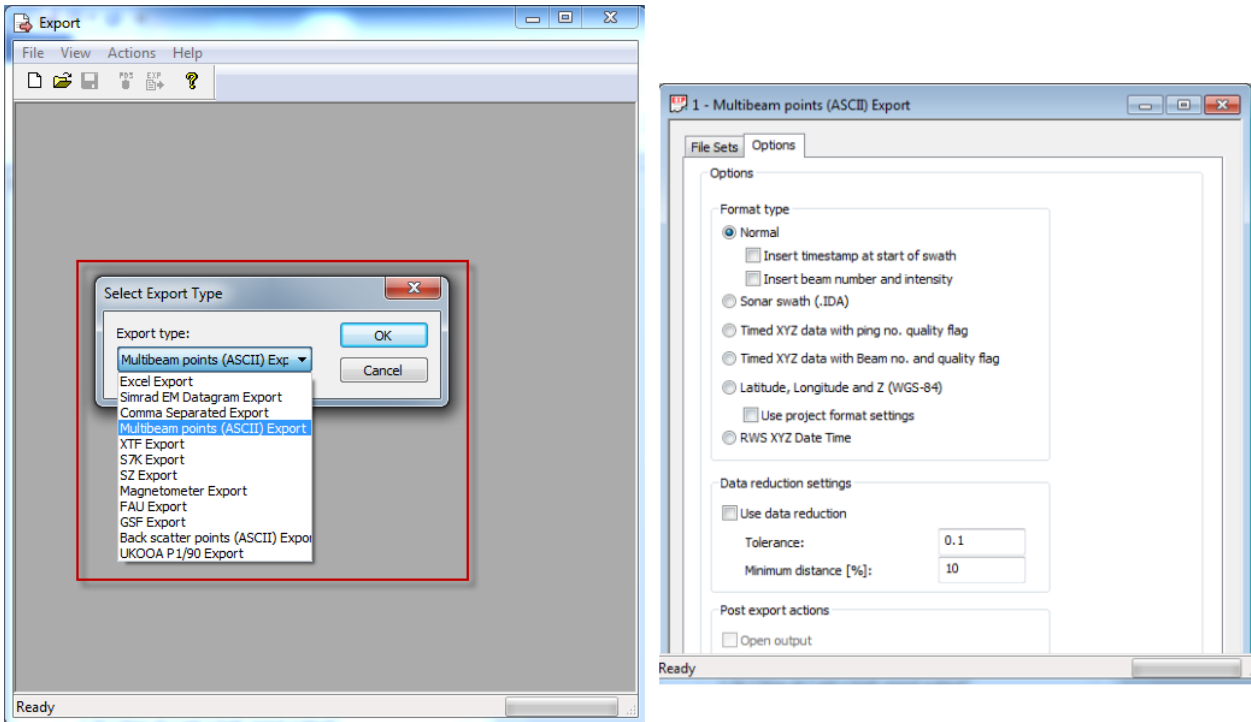 Export
File View Actions Help
PDS EXP
Select Export Type
Export type:
OK
Multibeam points (ASCII) Exp
Cancel
Excel Export
Simrad EM Datagram Export
Comma Separated Export
Multibeam points (ASCII) Export
XTF Export
S7K Export
SZ Export
Magnetometer Export
FAU Export
GSF Export
Back scatter points (ASCII) Expor
UKOOA P1/90 Export
Ready
EXP
1 - Multibeam points (ASCII) Export
File Sets Options
Options
Format type
Normal
Insert timestamp at start of swath
Insert beam number and intensity
Sonar swath (.IDA)
Timed XYZ data with ping no. quality flag
Timed XYZ data with Beam no. and quality flag
Latitude, Longitude and Z (WGS-84)
Use project format settings
RWS XYZ Date Time
Data reduction settings
Use data reduction
Tolerance: 0.1
Minimum distance [%]: 10
Post export actions
Open output
Ready